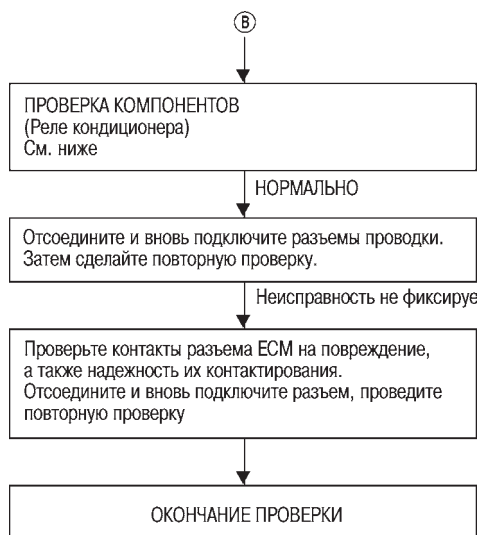 B
ПРОВЕРКА КОМПОНЕНТОВ
(Реле кондиционера)
См. ниже
НОРМАЛЬНО
Отсоедините и вновь подключите разъемы проводки.
Затем сделайте повторную проверку.
Неисправность не фиксируе
Проверьте контакты разъема ECM на повреждение,
а также надежность их контактирования.
Отсоедините и вновь подключите разъем, проведите
повторную проверку
ОКОНЧАНИЕ ПРОВЕРКИ